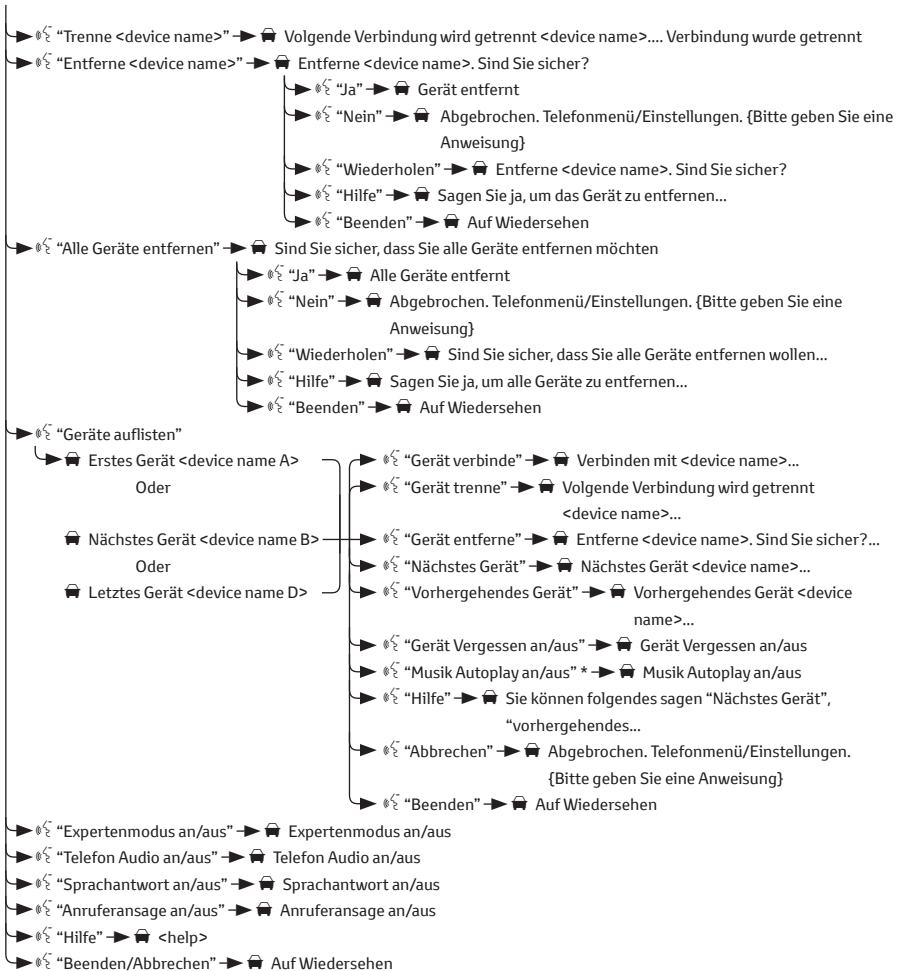 “Trenne <device name>” Volgende Verbindung wird getrennt <device name>.... Verbindung wurde getrennt
“Entferne <device name>” Entferne <device name>. Sind Sie sicher?
“Ja” Gerät entfernt
“Nein” Abgebrochen. Telefonmenü/Einstellungen. {Bitte geben Sie eine
Anweisung}
“Wiederholen” Entferne <device name>. Sind Sie sicher?
“Hilfe” Sagen Sie ja, um das Gerät zu entfernen...
“Beenden” Auf Wiedersehen
“Alle Geräte entfernen” Sind Sie sicher, dass Sie alle Geräte entfernen möchten
“Ja” Alle Geräte entfernt
“Nein” Abgebrochen. Telefonmenü/Einstellungen. {Bitte geben Sie eine
Anweisung}
“Wiederholen” Sind Sie sicher, dass Sie alle Geräte entfernen wollen...
“Hilfe” Sagen Sie ja, um alle Geräte zu entfernen...
“Beenden” Auf Wiedersehen
“Geräte auflisten”
Erstes Gerät <device name A>
Oder
Nächstes Gerät <device name B>
Oder
Letztes Gerät <device name D>
“Gerät verbinde” Verbinden mit <device name>...
“Gerät trenne” Volgende Verbindung wird getrennt
<device name>...
“Gerät entferne” Entferne <device name>. Sind Sie sicher?...
“Nächstes Gerät” Nächstes Gerät <device name>...
“Vorhergehendes Gerät” Vorhergehendes Gerät <device
name>...
“Gerät Vergessen an/aus” Gerät Vergessen an/aus
“Musik Autoplay an/aus” * Musik Autoplay an/aus
“Hilfe” Sie können folgendes sagen “Nächstes Gerät”,
“vorhergehendes...
“Abbrechen” Abgebrochen. Telefonmenü/Einstellungen.
{Bitte geben Sie eine Anweisung}
“Beenden” Auf Wiedersehen
“Expertenmodus an/aus” Expertenmodus an/aus
“Telefon Audio an/aus” Telefon Audio an/aus
“Sprachantwort an/aus” Sprachantwort an/aus
“Anruferansage an/aus” Anruferansage an/aus
“Hilfe” <help>
“Beenden/Abbrechen” Auf Wiedersehen